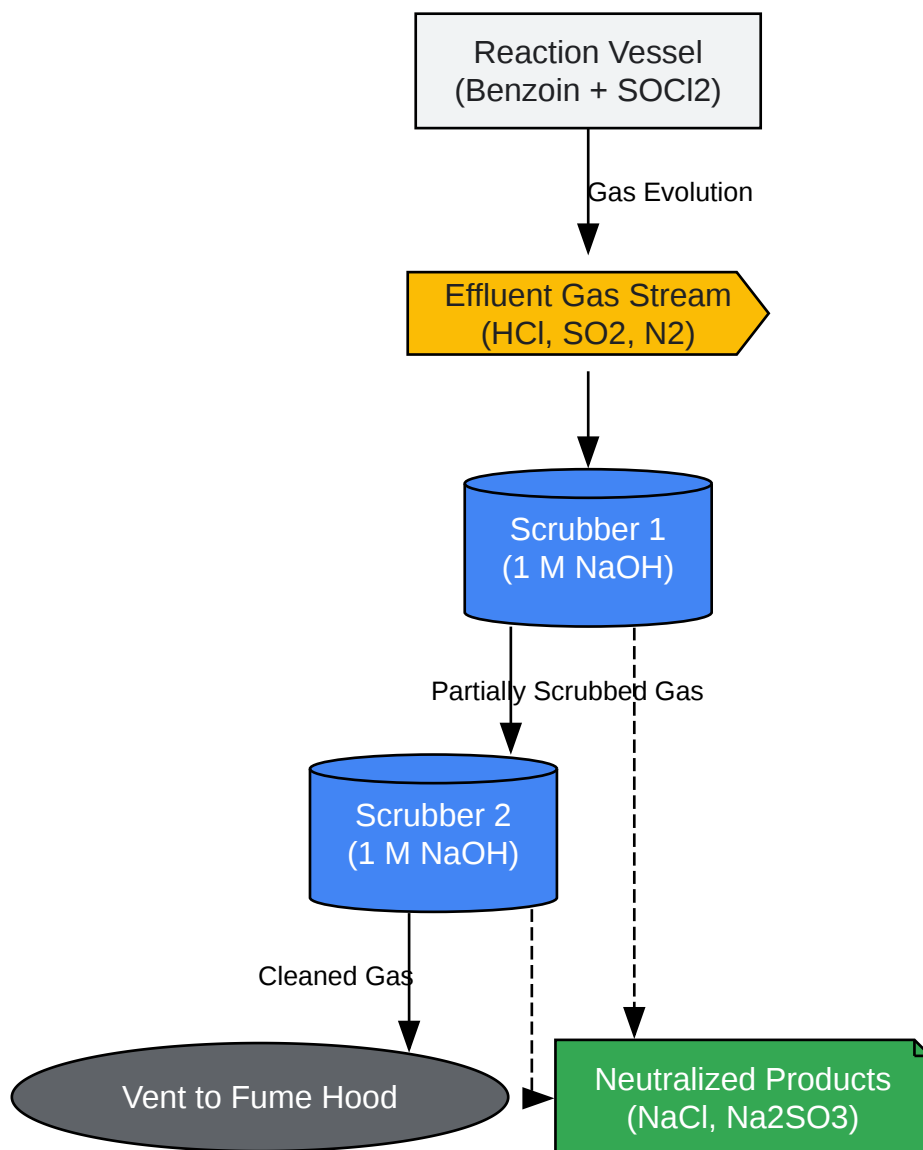 Reaction Vessel
(Benzoin + SOCl2)
Gas Evolution
Effluent Gas Stream
(HCl, SO2, N2)
Scrubber 1
(1 M NaOH)
Partially Scrubbed Gas
Scrubber 2
(1 M NaOH)
Cleaned Gas
Vent to Fume Hood
Neutralized Products
(NaCl, Na2SO3)